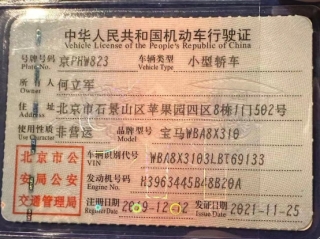 中华人民共和国机动车行驶证
Vehicle License of the People's Republic of China
号牌号码 京PHW823 车辆类型 小型轿车
Plate No. Vehicle Type
所有人 何立军
住址 北京市石景山区苹果园四区8栋1门502号
使用性质 非营运 品牌型号 宝马WBA8X310
Use Character
北京市公安局公安交通管理局
车辆识别代号 WBA8X3103LBT69133
VIN
发动机号码 H3963445B48B20A
Engine No.
注册日期 发证日期 2021-11-25
Register Date Issue Date